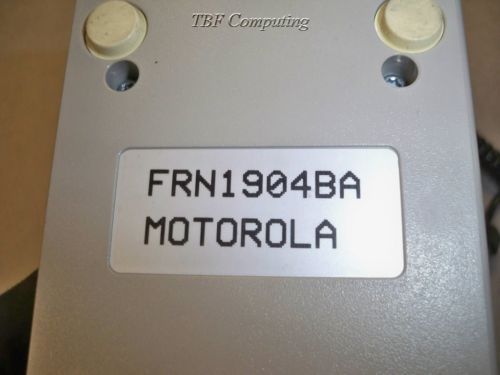 TBF Computing
FRN1904BA
MOTOROLA